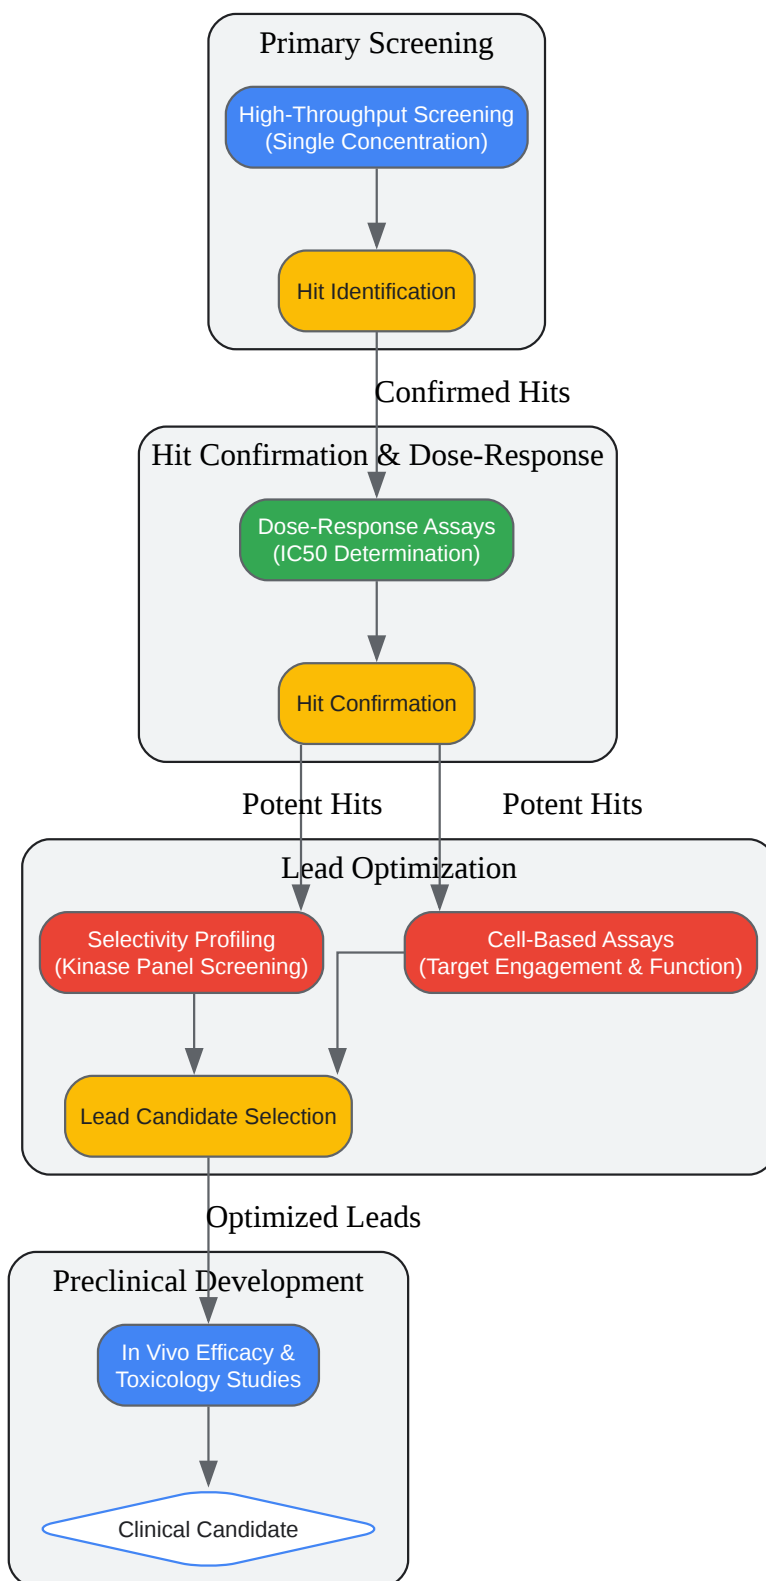 Primary Screening
High-Throughput Screening
(Single Concentration)
Hit Identification
Confirmed Hits
Hit Confirmation & Dose-Response
Dose-Response Assays
(IC50 Determination)
Hit Confirmation
Potent Hits
Potent Hits
Lead Optimization
Selectivity Profiling
(Kinase Panel Screening)
Cell-Based Assays
(Target Engagement & Function)
Lead Candidate Selection
Optimized Leads
Preclinical Development
In Vivo Efficacy &
Toxicology Studies
Clinical Candidate